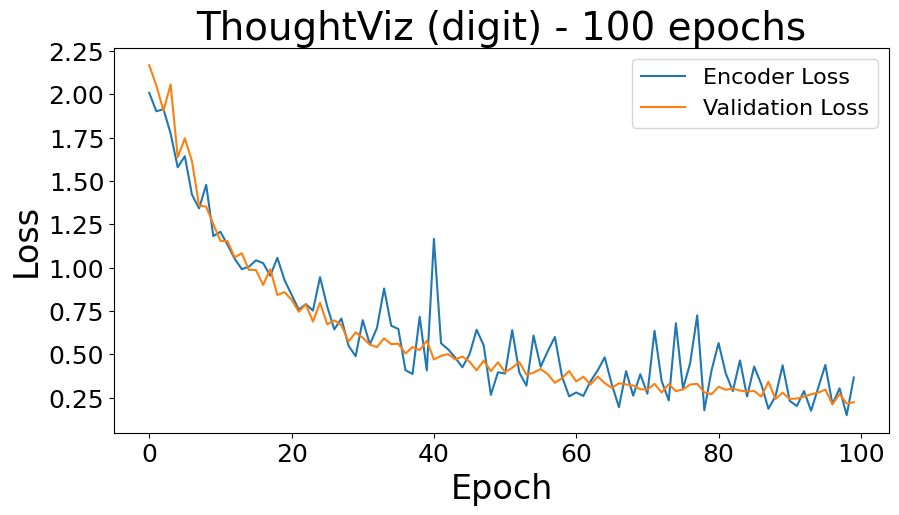 ThoughtViz (digit) - 100 epochs
Encoder Loss
Validation Loss
Loss
2.25
2.00
1.75
1.50
1.25
1.00
0.75
0.50
0.25
0 20 40 60 80 100
Epoch